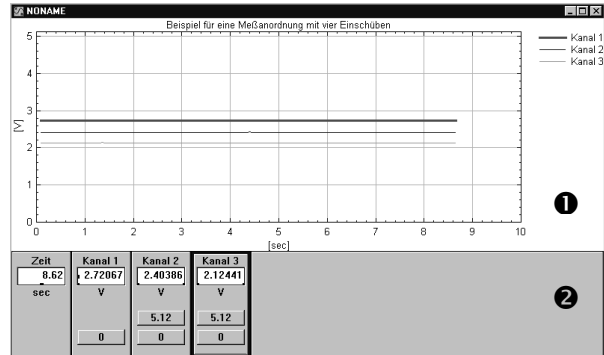 NONAME
Beispiel für eine Meßanordnung mit vier Einschüben
Kanal 1
Kanal 2
Kanal 3
[V]
5
4
3
2
1
0
0 1 2 3 4 5 6 7 8 9 10
[sec]
❶
Zeit Kanal 1 Kanal 2 Kanal 3
8.62 2.72067 2.40386 2.12441
sec V V V
5.12 5.12
0 0 0
❷